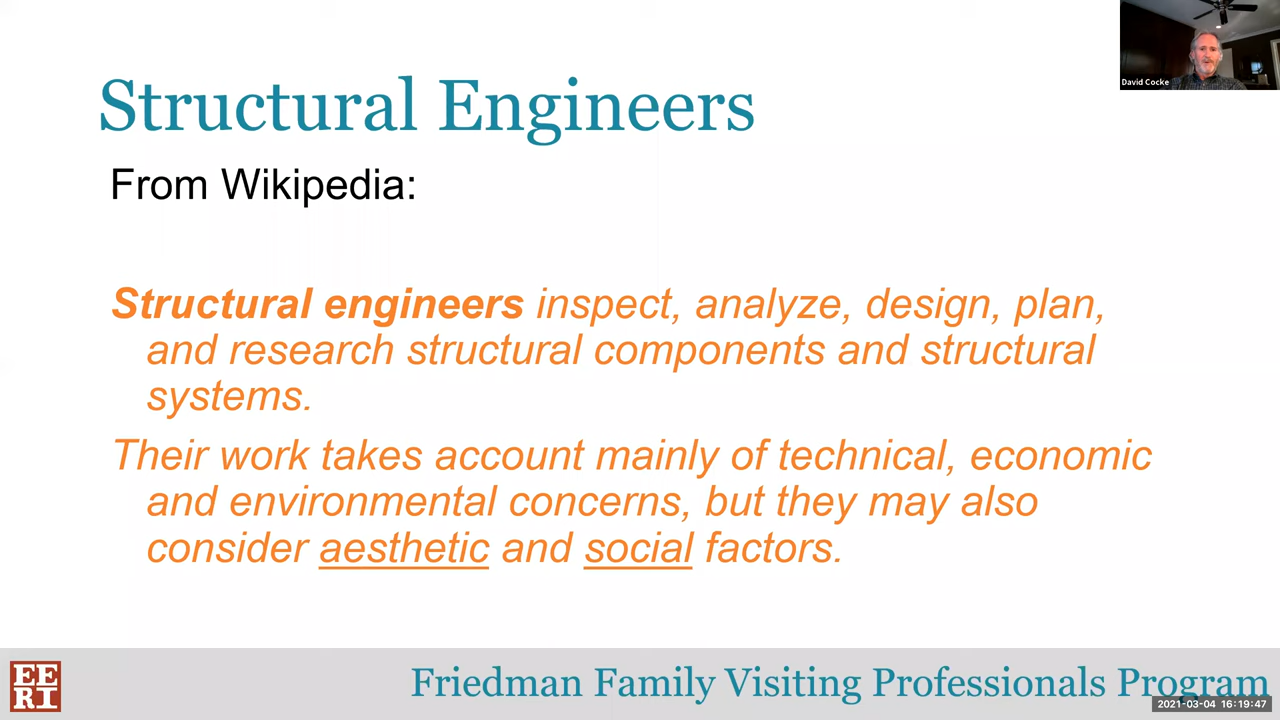 Structural Engineers
David Cocke
From Wikipedia:
Structural engineers inspect, analyze, design, plan,
and research structural components and structural
systems.
Their work takes account mainly of technical, economic
and environmental concerns, but they may also
consider aesthetic and social factors.
EE
RI
Friedman Family Visiting Professionals Program
2021-03-04 16:19:47